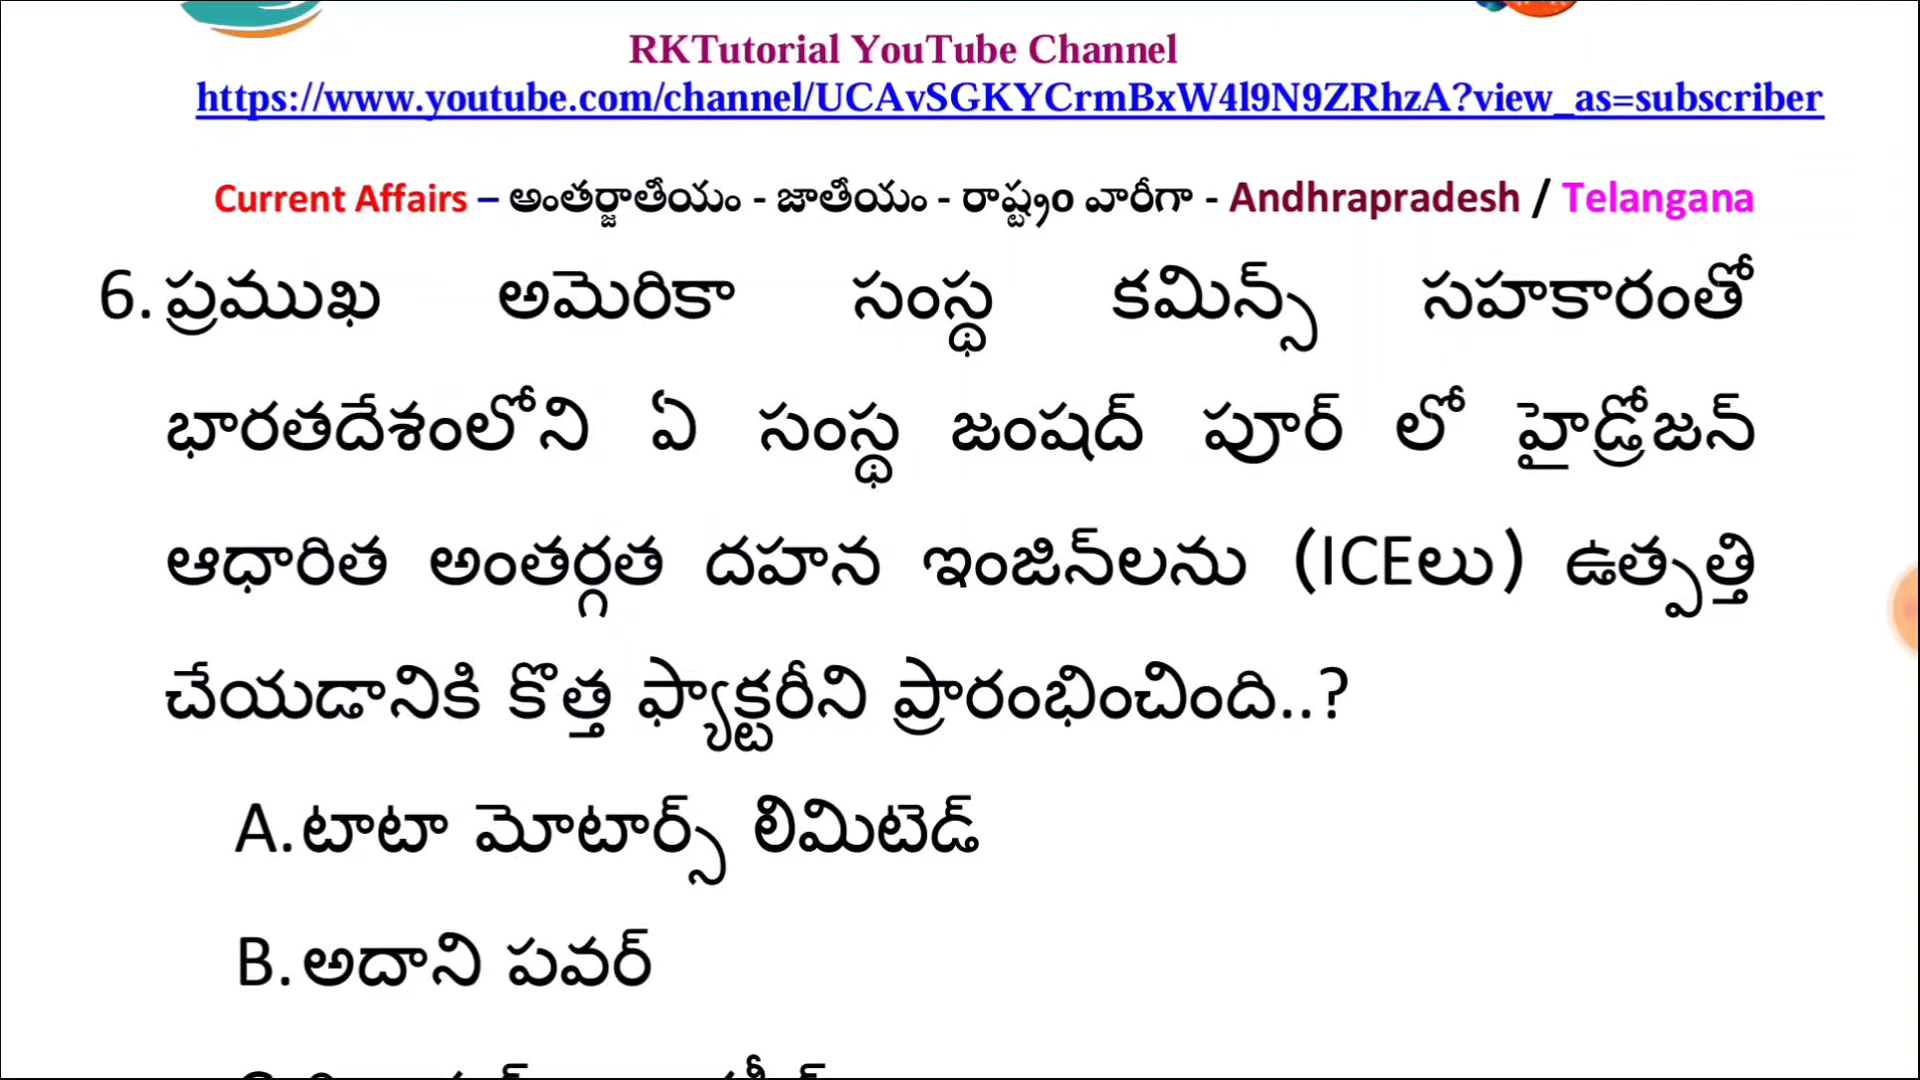 RKTutorial YouTube Channel
https://www.youtube.com/channel/UCAvSGKYCrmBxW4l9N9ZRhzA?view_as=subscriber
Current Affairs – అంతర్జాతీయం - జాతీయం - రాష్ట్రంo వారీగా - Andhrapradesh / Telangana
6. ప్రముఖ అమెరికా సంస్థ కమిన్స్ సహకారంతో
భారతదేశంలోని ఏ సంస్థ జంషద్ పూర్ లో హైడ్రోజన్
ఆధారిత అంతర్గత దహన ఇంజిన్‌లను (ICEలు) ఉత్పత్తి
చేయడానికి కొత్త ఫ్యాక్టరీని ప్రారంభించింది..?
A. టాటా మోటార్స్ లిమిటెడ్
B. అదాని పవర్